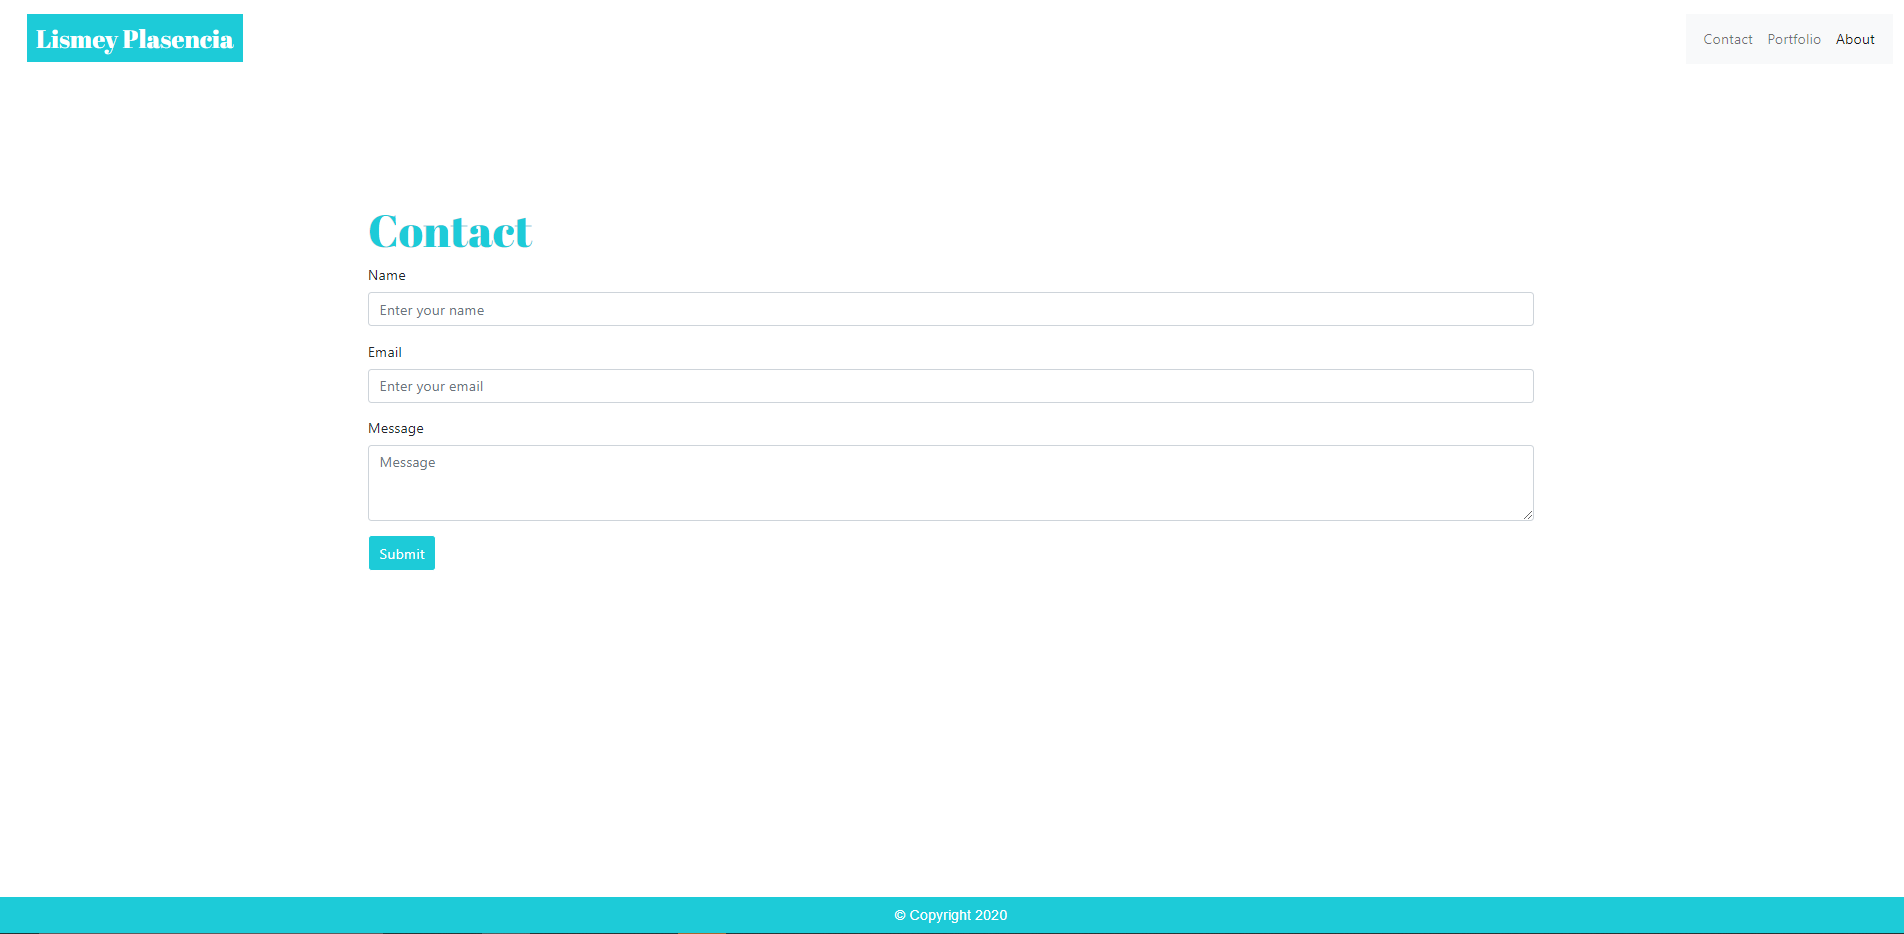 Lismey Plasencia
Contact Portfolio About
Contact
Name
Enter your name
Email
Enter your email
Message
Message
Submit
© Copyright 2020